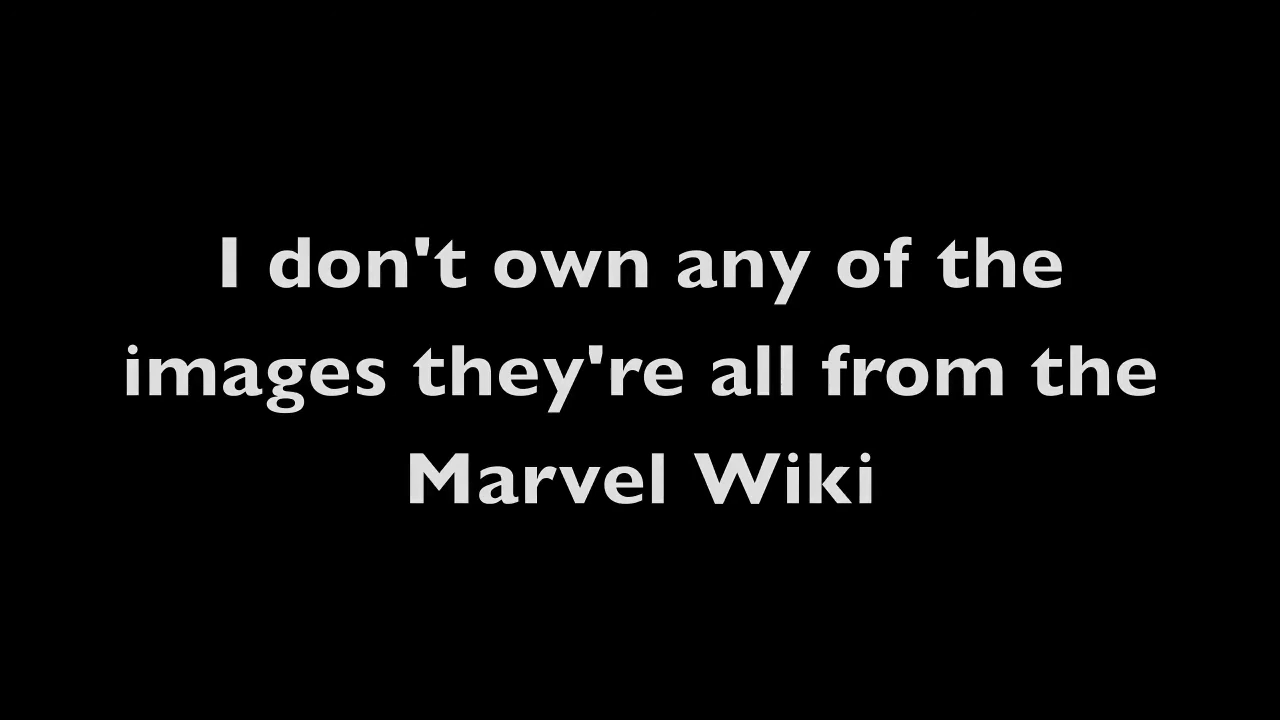 I don't own any of the
images they're all from the
Marvel Wiki